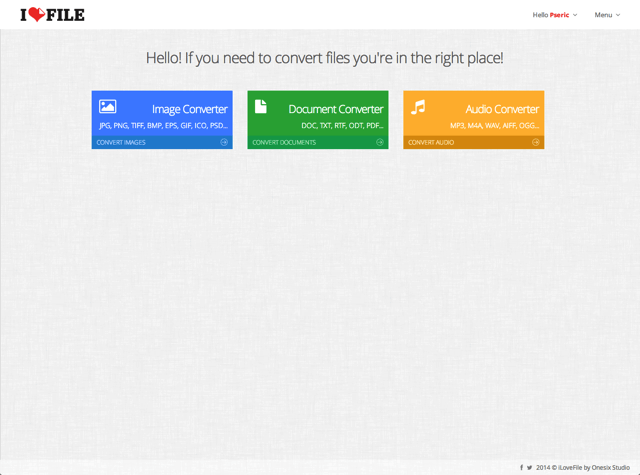 I FILE
Hello Pseric
Menu
Hello! If you need to convert files you're in the right place!
Image Converter
JPG, PNG, TIFF, BMP, EPS, GIF, ICO, PSD...
CONVERT IMAGES
Document Converter
DOC, TXT, RTF, ODT, PDF...
CONVERT DOCUMENTS
Audio Converter
MP3, M4A, WAV, AIFF, OGG...
CONVERT AUDIO
2014 © iLoveFile by Onesix Studio